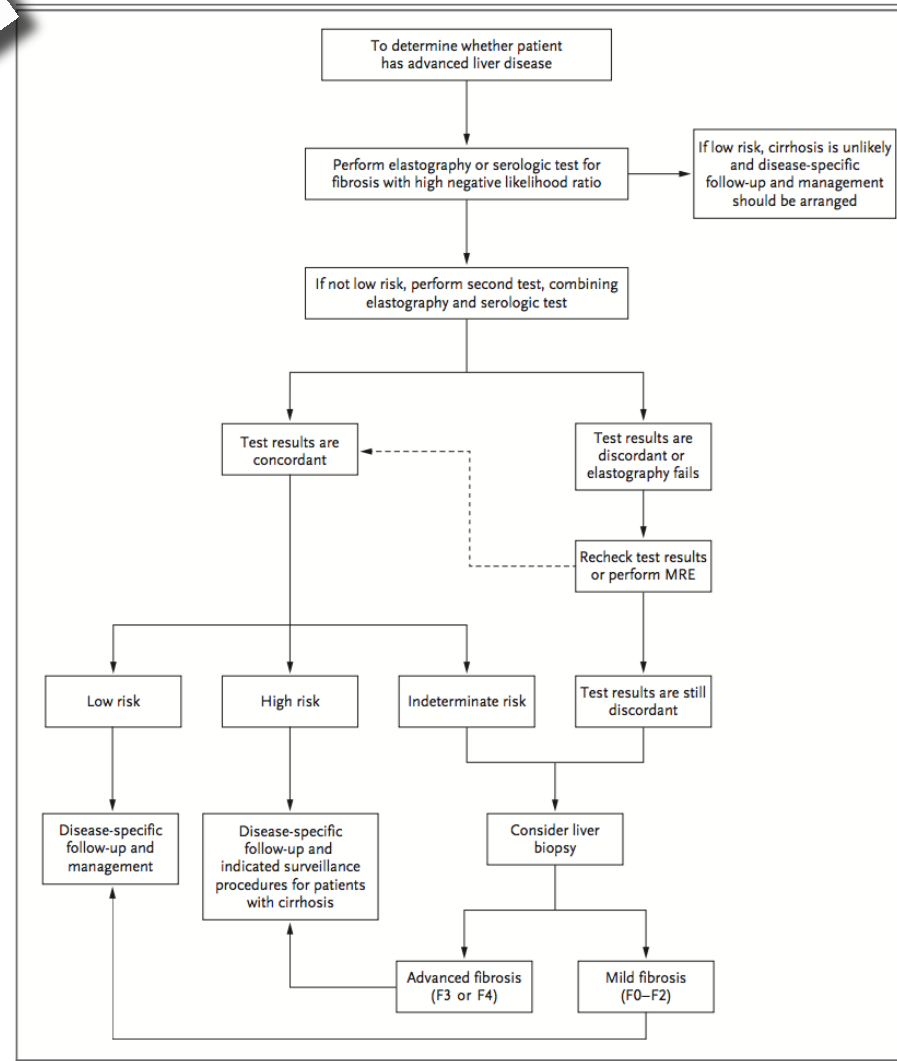 To determine whether patient
has advanced liver disease
Perform elastography or serologic test for
fibrosis with high negative likelihood ratio
If low risk, cirrhosis is unlikely
and disease-specific
follow-up and management
should be arranged
If not low risk, perform second test, combining
elastography and serologic test
Test results are
concordant
Test results are
discordant or
elastography fails
Recheck test results
or perform MRE
Low risk
High risk
Indeterminate risk
Test results are still
discordant
Disease-specific
follow-up and
management
Disease-specific
follow-up and
indicated surveillance
procedures for patients
with cirrhosis
Consider liver
biopsy
Advanced fibrosis
(F3 or F4)
Mild fibrosis
(F0–F2)